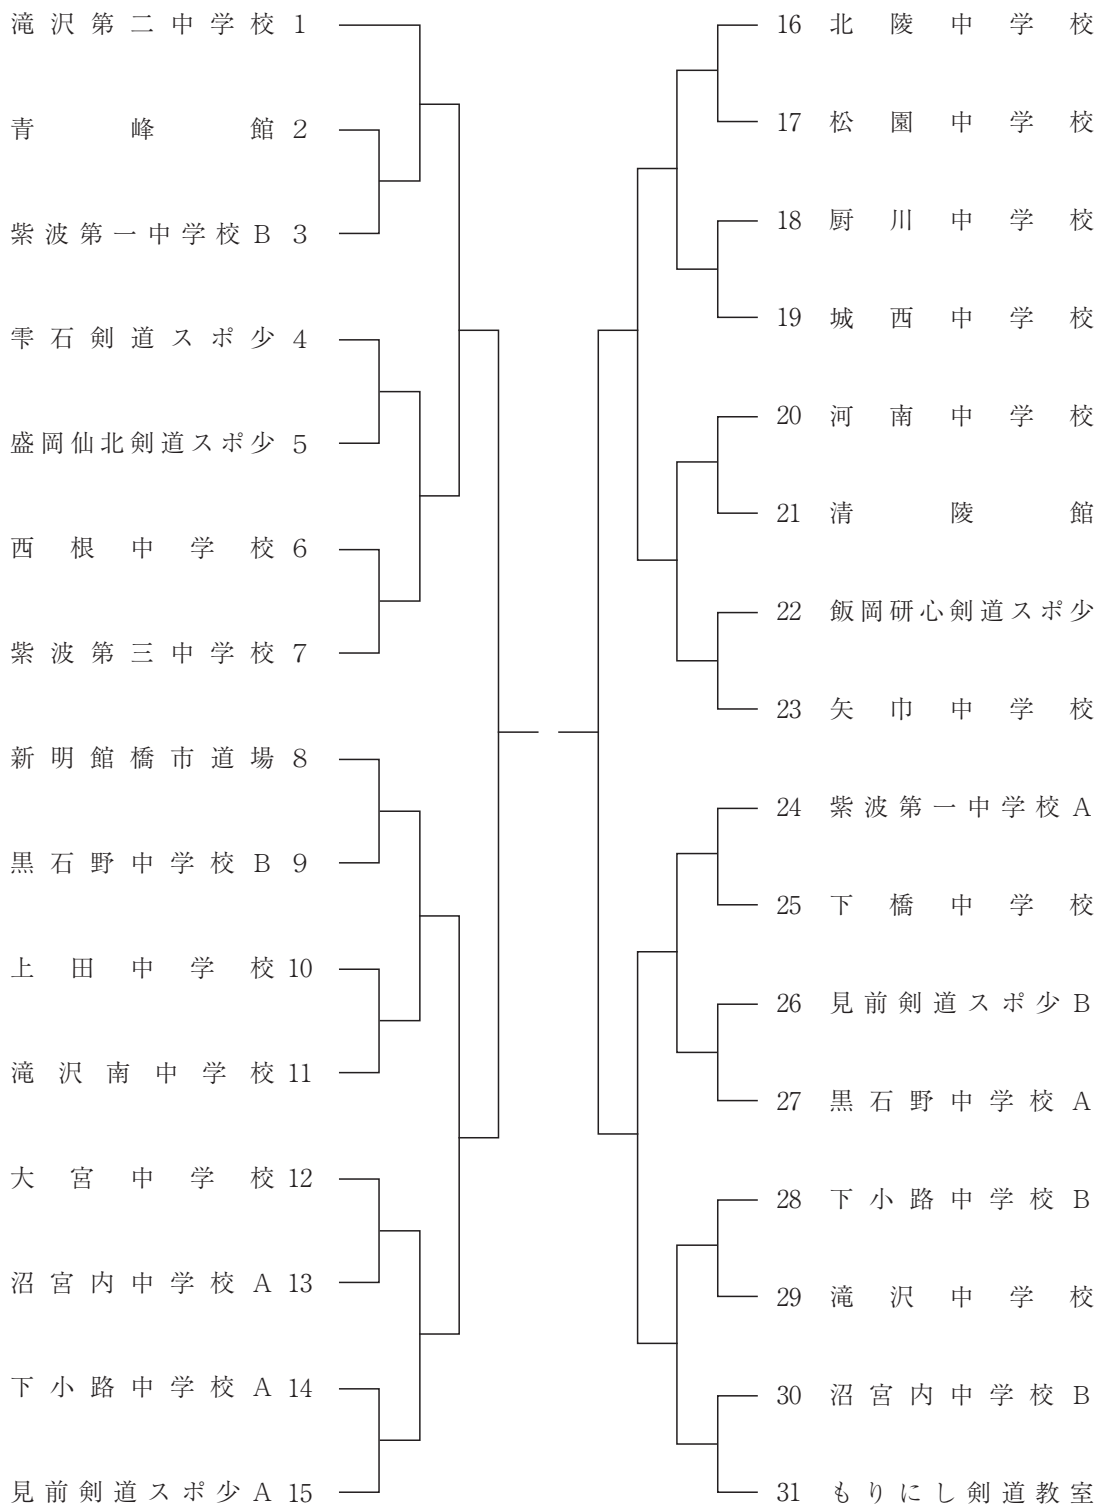 滝沢第二中学校 1
青峰館 2
紫波第一中学校B 3
雫石剣道スポ少 4
盛岡仙北剣道スポ少 5
西根中学校 6
紫波第三中学校 7
新明館橋市道場 8
黒石野中学校B 9
上田中学校 10
滝沢南中学校 11
大宮中学校 12
沼宮内中学校A 13
下小路中学校A 14
見前剣道スポ少A 15
16 北陵中学校
17 松園中学校
18 厨川中学校
19 城西中学校
20 河南中学校
21 清陵館
22 飯岡研心剣道スポ少
23 矢巾中学校
24 紫波第一中学校A
25 下橋中学校
26 見前剣道スポ少B
27 黒石野中学校A
28 下小路中学校B
29 滝沢中学校
30 沼宮内中学校B
31 もりにし剣道教室